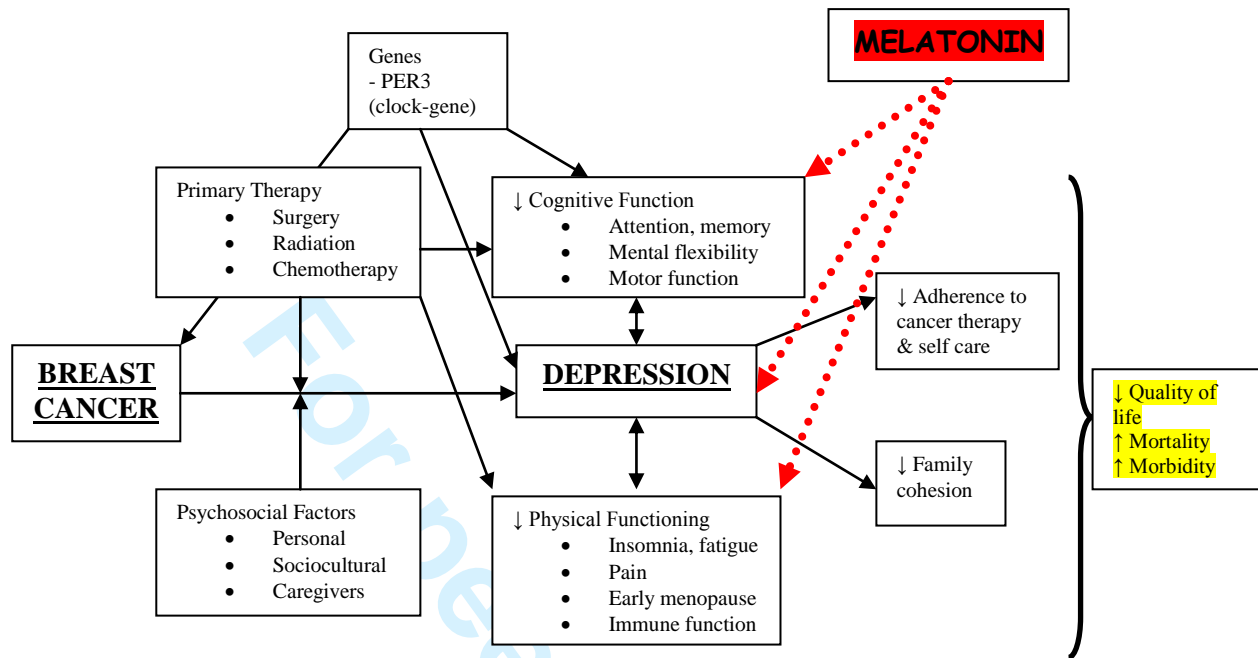 Genes
- PER3
(clock-gene)
MELATONIN
Primary Therapy
• Surgery
• Radiation
• Chemotherapy
↓ Cognitive Function
• Attention, memory
• Mental flexibility
• Motor function
↓ Adherence to
cancer therapy
& self care
BREAST
CANCER
DEPRESSION
↓ Quality of
life
↑ Mortality
↑ Morbidity
↓ Family
cohesion
Psychosocial Factors
• Personal
• Sociocultural
• Caregivers
↓ Physical Functioning
• Insomnia, fatigue
• Pain
• Early menopause
• Immune function
For pee